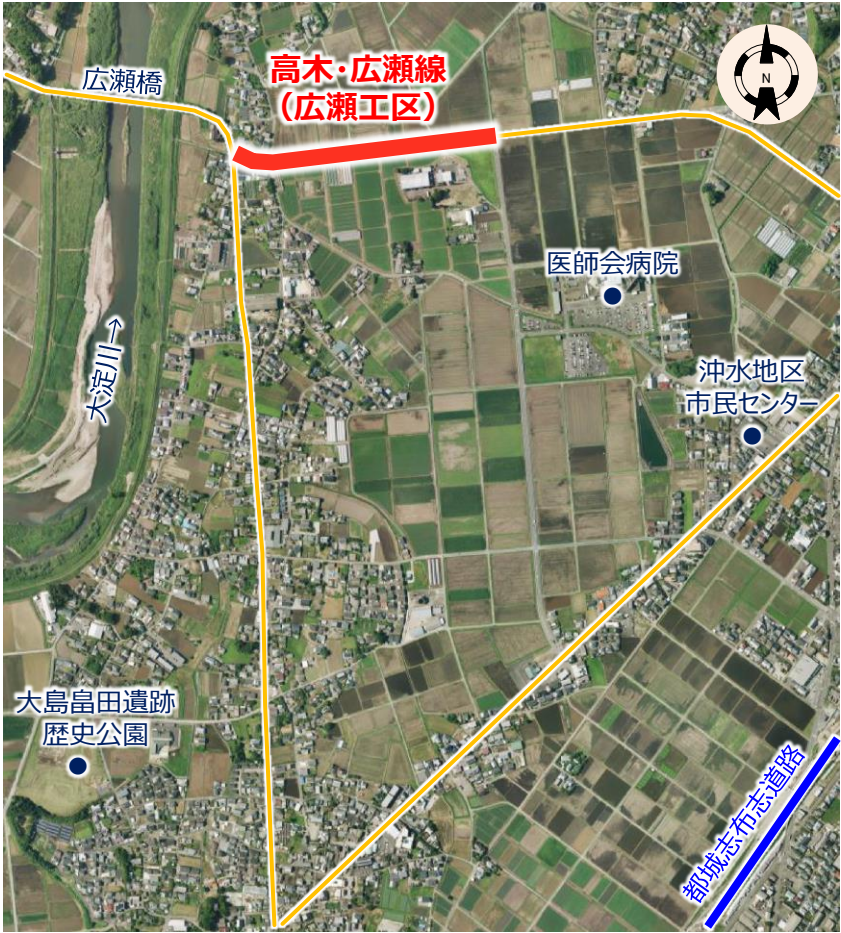 広瀬橋
高木･広瀬線
（広瀬工区）
N
医師会病院
大淀川→
沖水地区
市民センター
大島畠田遺跡
歴史公園
都城志布志道路